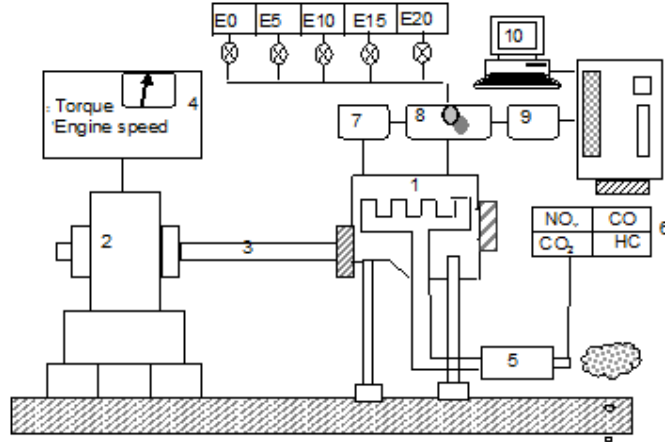 E0 E5 E10 E15 E20
10
: Torque 4
'Engine speed
7 8 9
1
NOᵧ CO 6
CO₂ HC
2 3
5